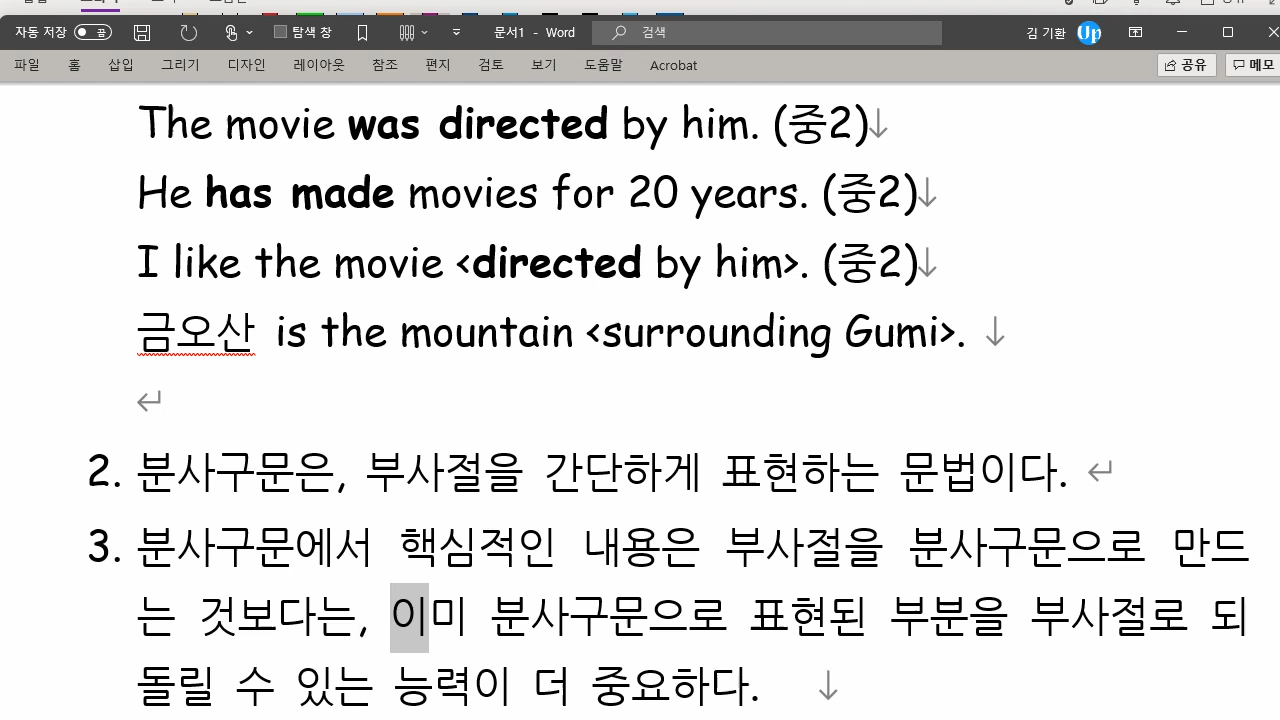 자동 저장 끔 탐색 창 문서1 - Word 검색 김 기환 Up
파일 홈 삽입 그리기 디자인 레이아웃 참조 편지 검토 보기 도움말 Acrobat 공유 메모
The movie was directed by him. (중2)↓
He has made movies for 20 years. (중2)↓
I like the movie <directed by him>. (중2)↓
금오산 is the mountain <surrounding Gumi>. ↓
↵
2. 분사구문은, 부사절을 간단하게 표현하는 문법이다. ↵
3. 분사구문에서 핵심적인 내용은 부사절을 분사구문으로 만드
는 것보다는, 이미 분사구문으로 표현된 부분을 부사절로 되
돌릴 수 있는 능력이 더 중요하다. ↓